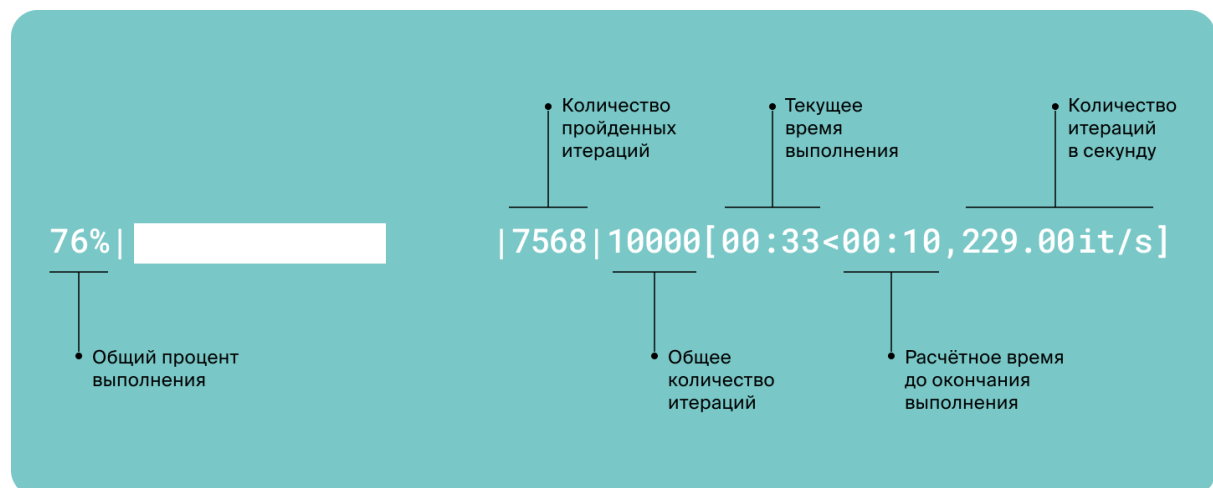 Количество
пройденных
итераций
Текущее
время
выполнения
Количество
итераций
в секунду
76%| |7568|10000[00:33<00:10,229.00it/s]
Общий процент
выполнения
Общее
количество
итераций
Расчётное время
до окончания
выполнения